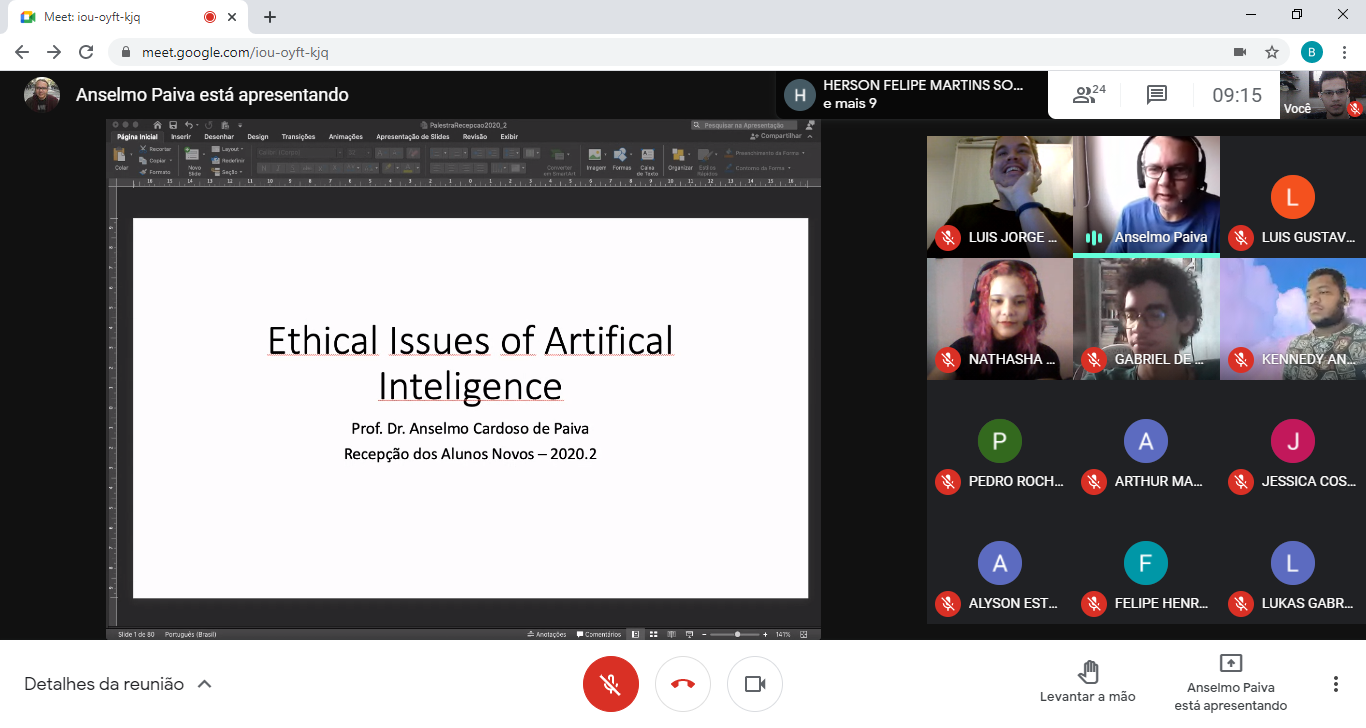 Meet: iou-oyft-kjq
meet.google.com/iou-oyft-kjq
B
Anselmo Paiva está apresentando
H
HERSON FELIPE MARTINS SO...
e mais 9
24
09:15
Você
PalestraRecepcao2020_2
Pesquisar na Apresentação
Página Inicial Inserir Desenhar Design Transições Animações Apresentação de Slides Revisão Exibir
Compartilhar
Colar
Recortar
Copiar
Formato
Novo Slide
Layout
Redefinir
Seção
Converter em SmartArt
Imagem
Formas
Caixa de Texto
Organizar
Estilos Rápidos
Preenchimento da Forma
Contorno da Forma
Ethical Issues of Artifical
Inteligence
Prof. Dr. Anselmo Cardoso de Paiva
Recepção dos Alunos Novos – 2020.2
Slide 1 de 80 Português (Brasil)
Anotações Comentários 141%
LUIS JORGE ...
Anselmo Paiva
L
LUIS GUSTAV...
NATHASHA ...
GABRIEL DE ...
KENNEDY AN...
P
PEDRO ROCH...
A
ARTHUR MA...
J
JESSICA COS...
A
ALYSON EST...
F
FELIPE HENR...
L
LUKAS GABR...
Detalhes da reunião
Levantar a mão
Anselmo Paiva
está apresentando